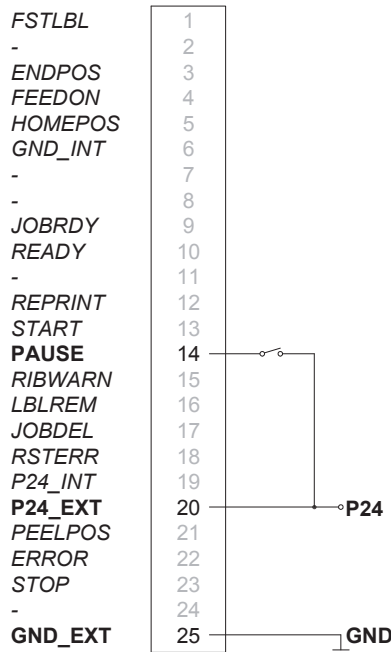 FSTLBL 1
- 2
ENDPOS 3
FEEDON 4
HOMEPOS 5
GND_INT 6
- 7
- 8
JOBRDY 9
READY 10
- 11
REPRINT 12
START 13
PAUSE 14
RIBWARN 15
LBLREM 16
JOBDEL 17
RSTERR 18
P24_INT 19
P24_EXT 20 P24
PEELPOS 21
ERROR 22
STOP 23
- 24
GND_EXT 25 GND